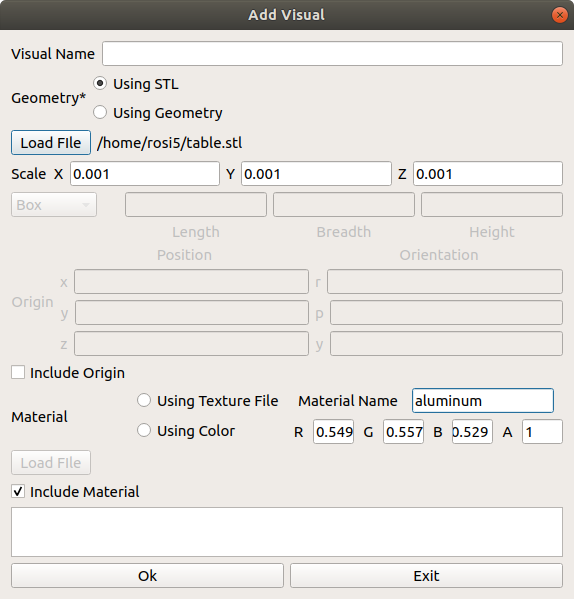 Add Visual
Visual Name
Geometry*
Using STL
Using Geometry
Load FIle /home/rosi5/table.stl
Scale X 0.001 Y 0.001 Z 0.001
Box
Length Breadth Height
Position Orientation
Origin
x r
y p
z y
Include Origin
Material
Using Texture File Material Name aluminum
Using Color R 0.549 G 0.557 B 0.529 A 1
Load FIle
Include Material
Ok Exit